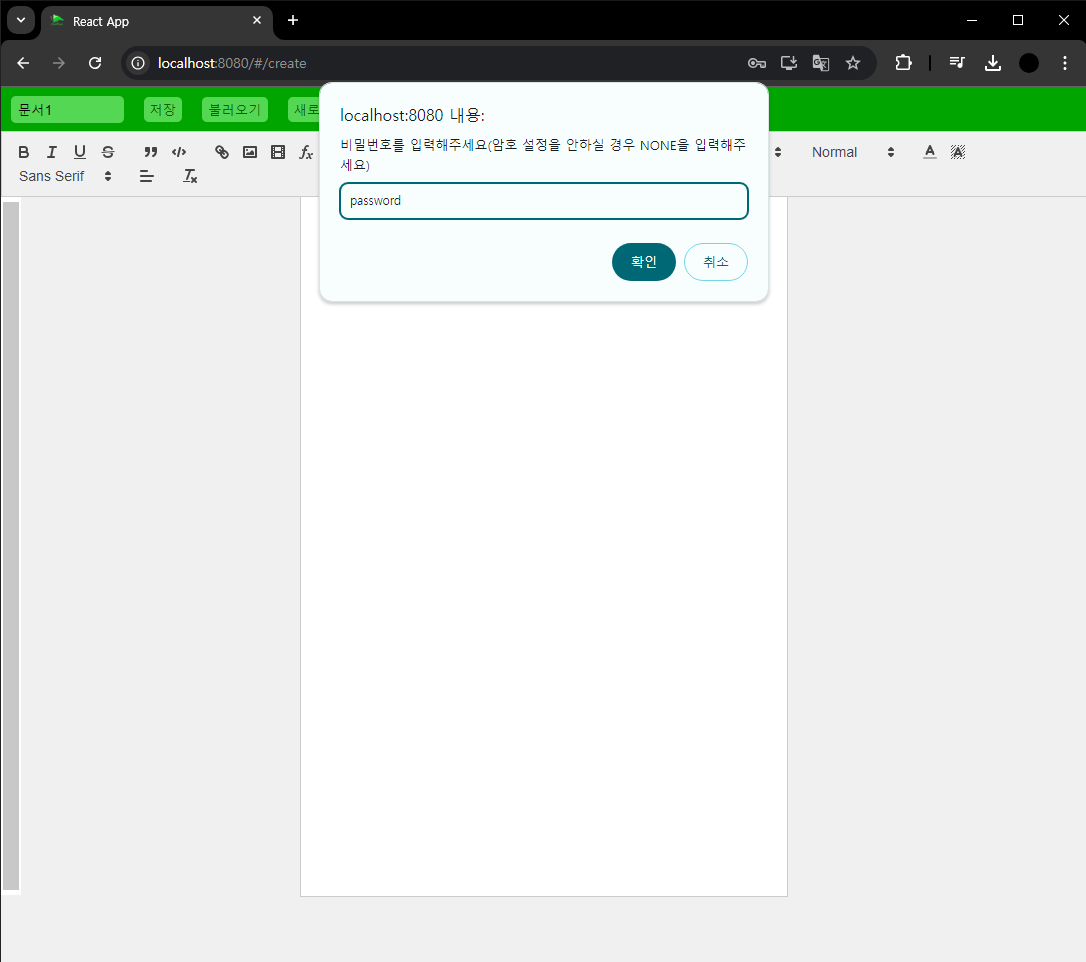 React App
localhost:8080/#/create
문서1 저장 불러오기 새로
localhost:8080 내용:
비밀번호를 입력해주세요(암호 설정을 안하실 경우 NONE을 입력해주
세요)
password
확인 취소
B I U S fx Normal A A
Sans Serif Tx